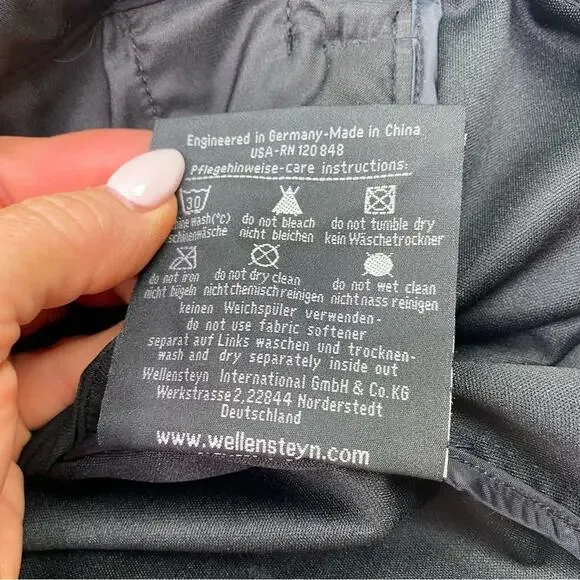 Engineered in Germany-Made in China
USA-RN 120848
Pflegehinweise-care instructions:
30
wash(°C) do not bleach do not tumble dry
nicht bleichen kein Wäschetrockner
do not iron do not dry clean do not wet clean
nicht bügeln nicht chemisch reinigen nicht nass reinigen
keinen Weichspüler verwenden-
do not use fabric softener
separat auf Links waschen und trocknen-
wash and dry separately inside out
Wellensteyn International GmbH & Co.KG
Werkstrasse 2, 22844 Norderstedt
Deutschland
www.wellensteyn.com